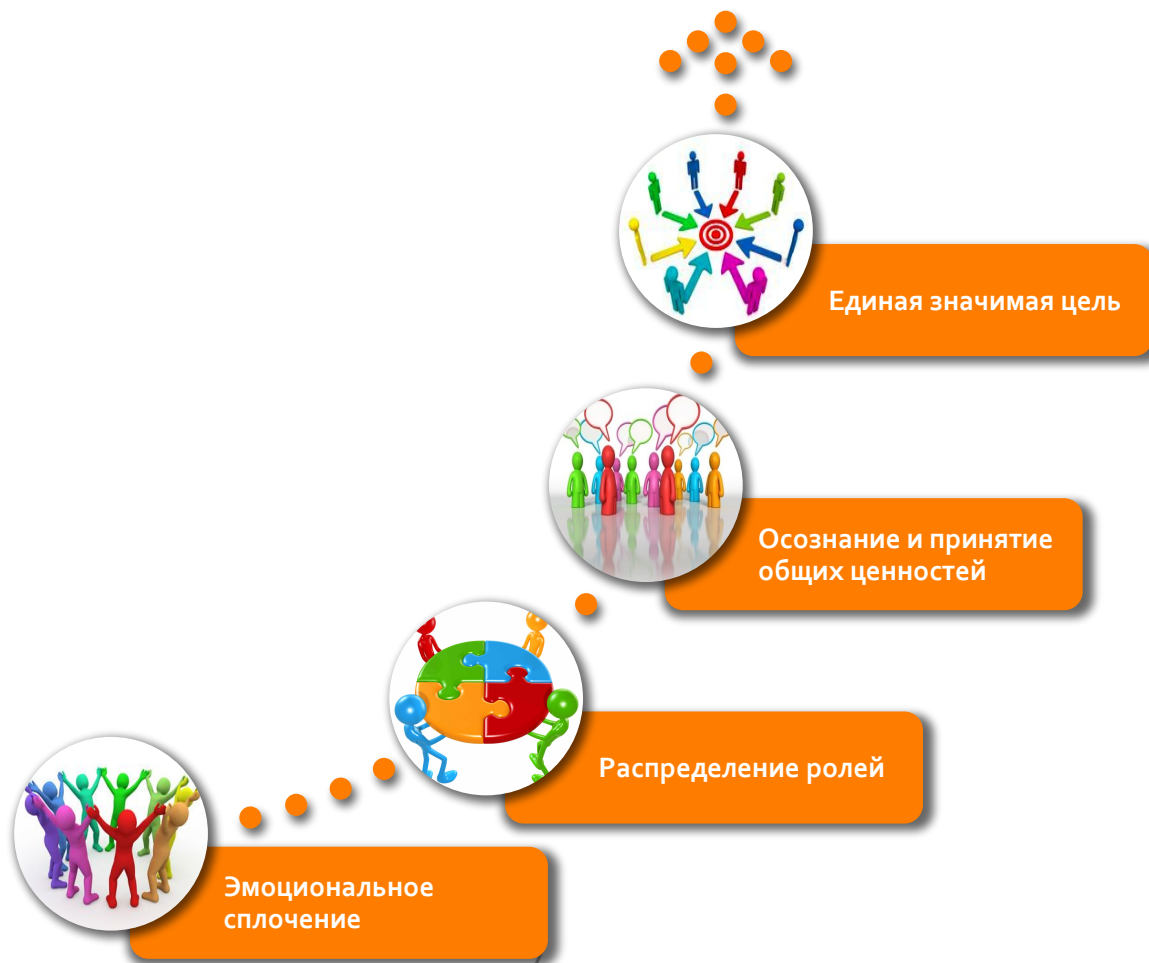 Единая значимая цель
Осознание и принятие
общих ценностей
Распределение ролей
Эмоциональное
сплочение